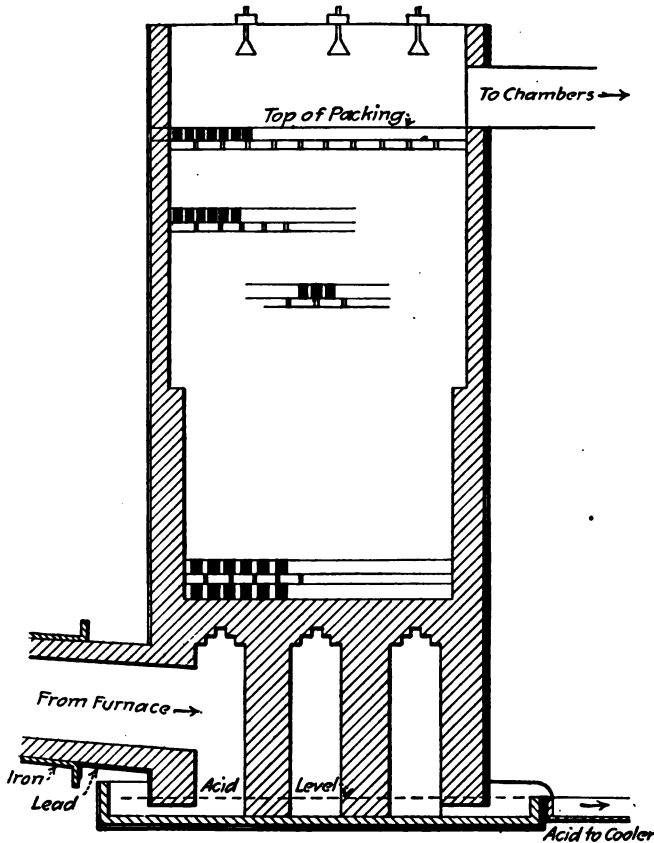 To Chambers
Top of Packing
From Furnace
Iron
Lead
Acid Level
Acid to Cooler